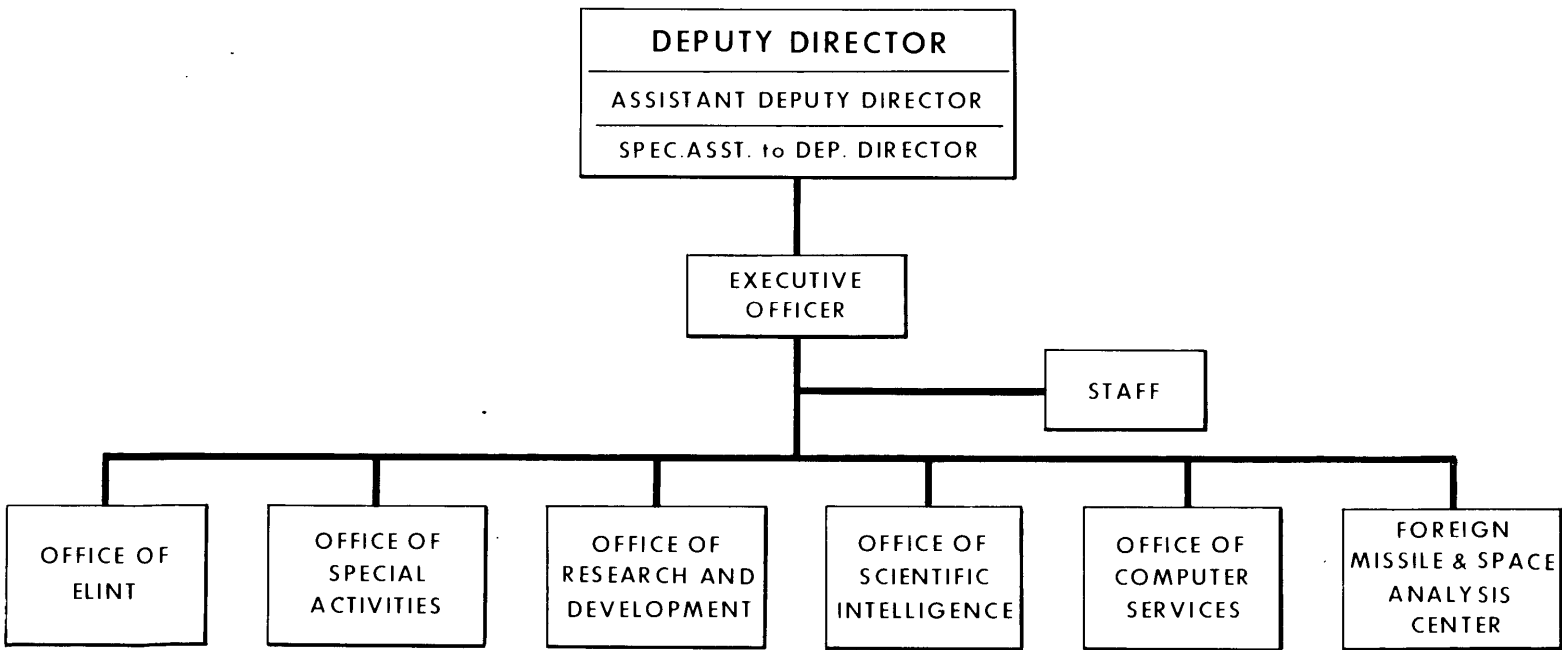 DEPUTY DIRECTOR
ASSISTANT DEPUTY DIRECTOR
SPEC.ASST. to DEP. DIRECTOR
EXECUTIVE
OFFICER
STAFF
OFFICE OF
ELINT
OFFICE OF
SPECIAL
ACTIVITIES
OFFICE OF
RESEARCH AND
DEVELOPMENT
OFFICE OF
SCIENTIFIC
INTELLIGENCE
OFFICE OF
COMPUTER
SERVICES
FOREIGN
MISSILE & SPACE
ANALYSIS
CENTER